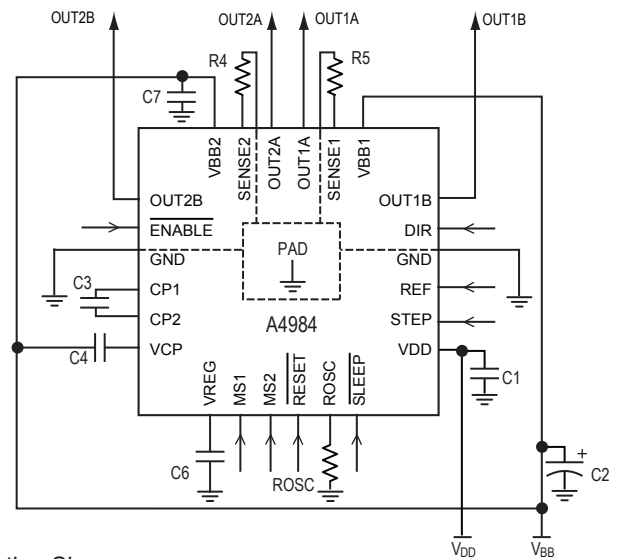 OUT2B
OUT2A
OUT1A
OUT1B
R4
R5
C7
VBB2
SENSE2
OUT2A
OUT1A
SENSE1
VBB1
OUT2B
OUT1B
ENABLE
DIR
GND
PAD
GND
C3
CP1
REF
CP2
A4984
STEP
C4
VCP
VDD
C1
VREG
MS1
MS2
RESET
ROSC
SLEEP
C6
ROSC
+
C2
VDD
VBB